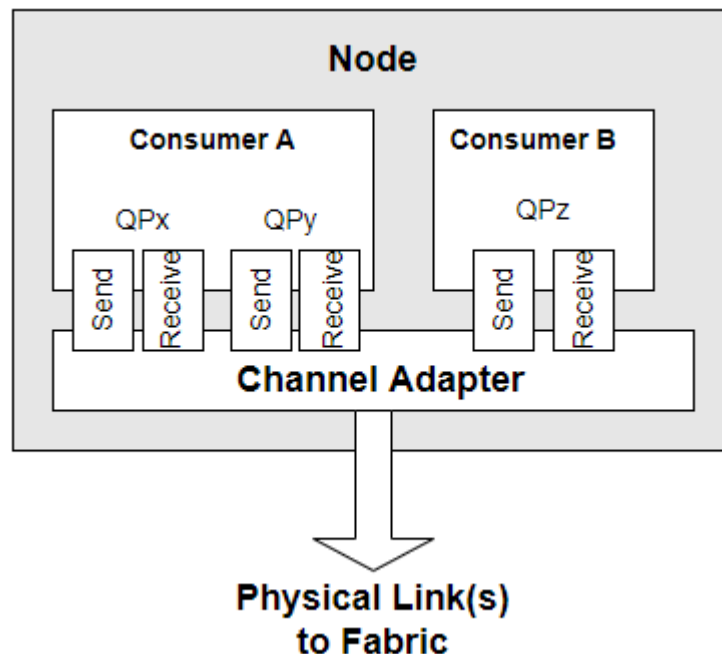 Node
Consumer A
Consumer B
QPx
QPy
QPz
Send
Receive
Send
Receive
Send
Receive
Channel Adapter
Physical Link(s)
to Fabric